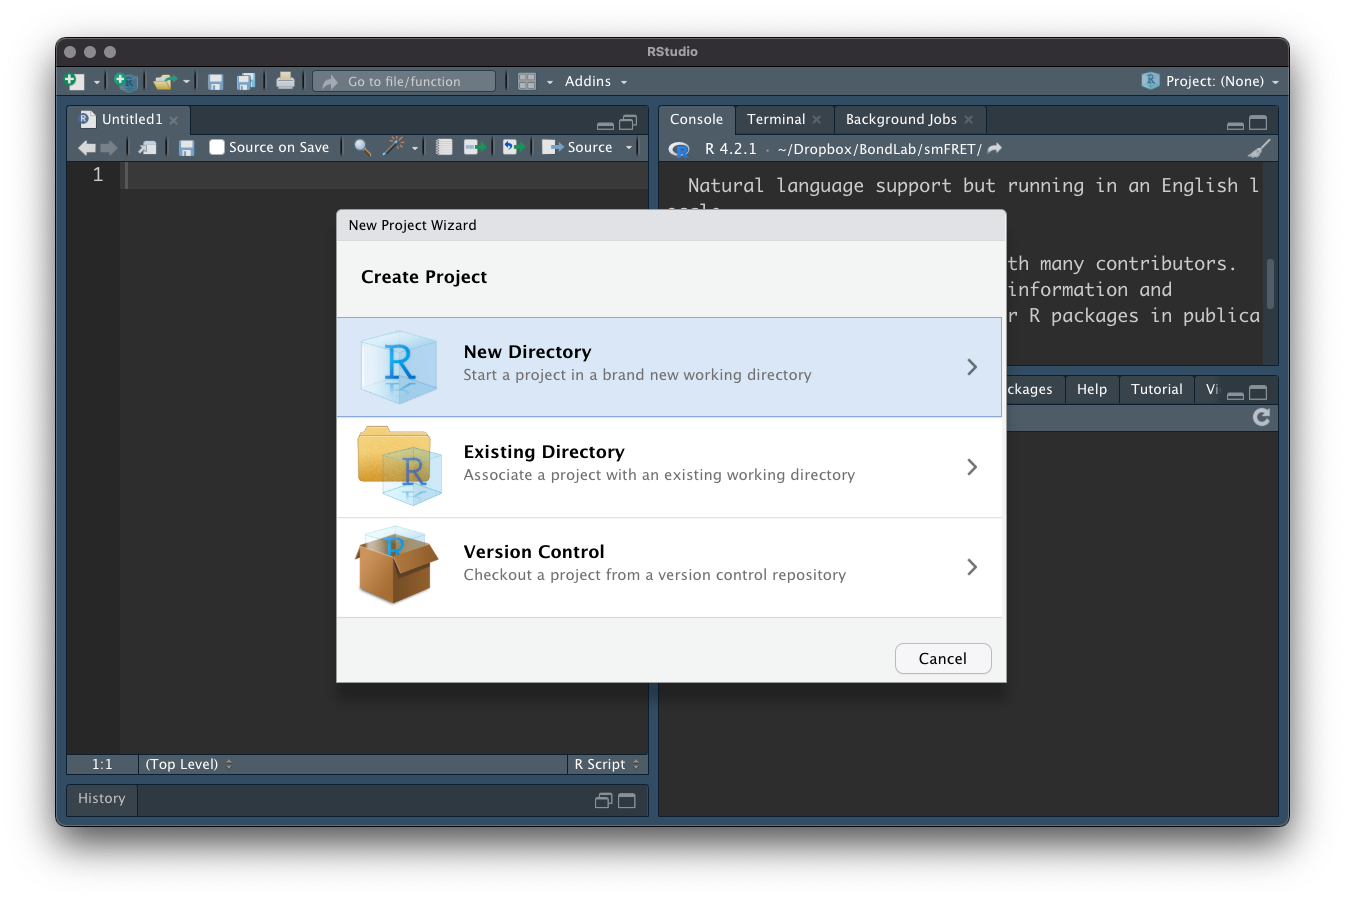 RStudio
Go to file/function
Addins
Project: (None)
Untitled1
Source on Save
Source
1
1:1
(Top Level)
R Script
History
Console
Terminal
Background Jobs
R 4.2.1 · ~/Dropbox/BondLab/smFRET/
Natural language support but running in an English l
th many contributors.
information and
r R packages in publica
ckages
Help
Tutorial
New Project Wizard
Create Project
New Directory
Start a project in a brand new working directory
Existing Directory
Associate a project with an existing working directory
Version Control
Checkout a project from a version control repository
Cancel